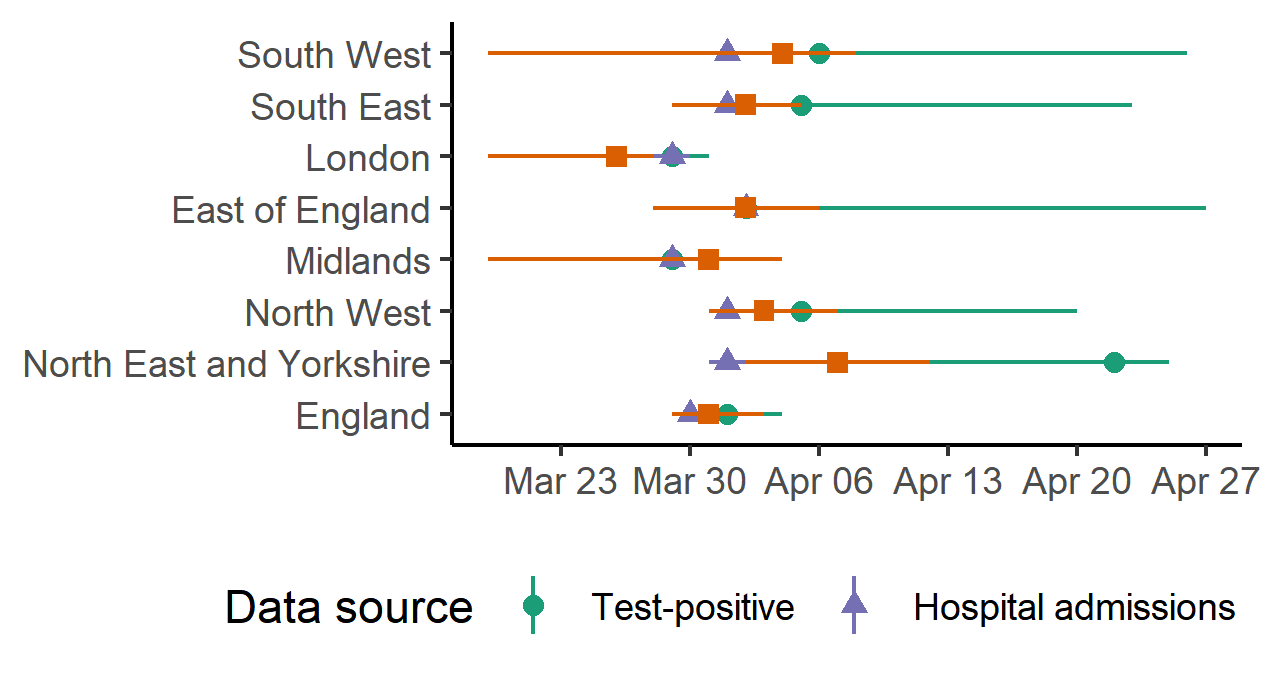 South West
South East
London
East of England
Midlands
North West
North East and Yorkshire
England
Mar 23 Mar 30 Apr 06 Apr 13 Apr 20 Apr 27
Data source Test-positive Hospital admissions